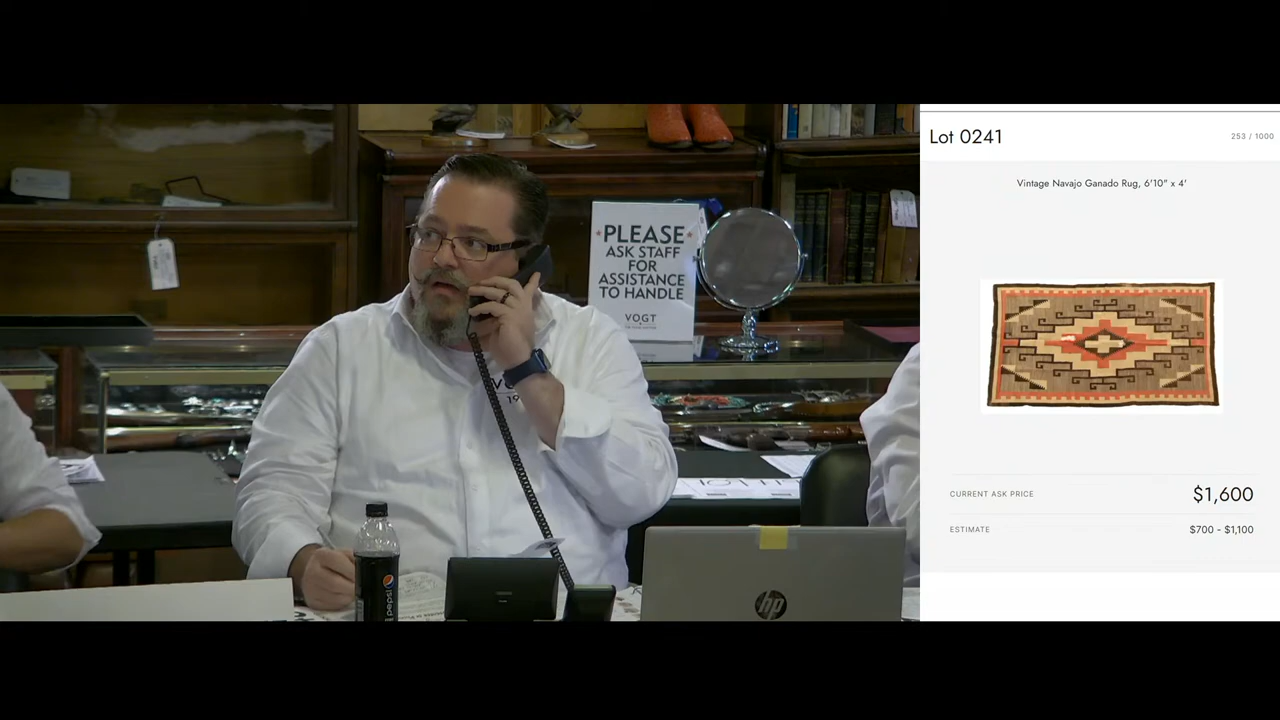 PLEASE
ASK STAFF
FOR
ASSISTANCE
TO HANDLE
VOGT
pepsi
hp
Lot 0241
253 / 1000
Vintage Navajo Ganado Rug, 6'10" x 4'
CURRENT ASK PRICE
$1,600
ESTIMATE
$700 - $1,100